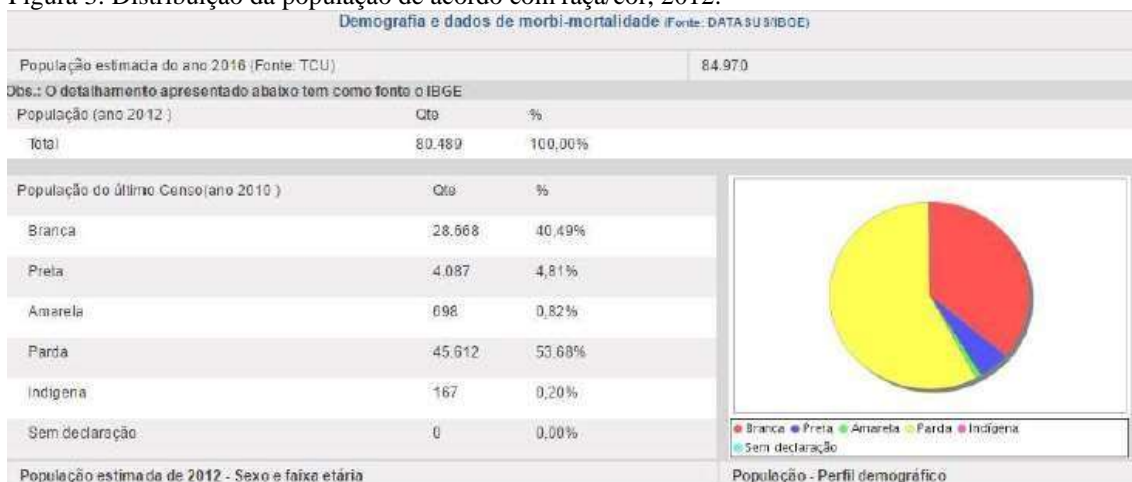 Figura 3: Distribuição da população de acordo com raça/cor, 2012.
Demografia e dados de morbi-mortalidade (Fonte: DATASUS/IBGE)
População estimada do ano 2016 (Fonte: TCU) 84.970
Obs.: O detalhamento apresentado abaixo tem como fonte o IBGE
População (ano 2012 ) Qte %
Total 80.489 100,00%
População do último Censo(ano 2010 ) Qte %
Branca 28.668 40,49%
Preta 4.087 4,81%
Amarela 698 0,82%
Parda 45.612 53,68%
Indígena 167 0,20%
Sem declaração 0 0,00%
Branca Preta Amarela Parda Indígena
Sem declaração
População estimada de 2012 - Sexo e faixa etária População - Perfil demográfico